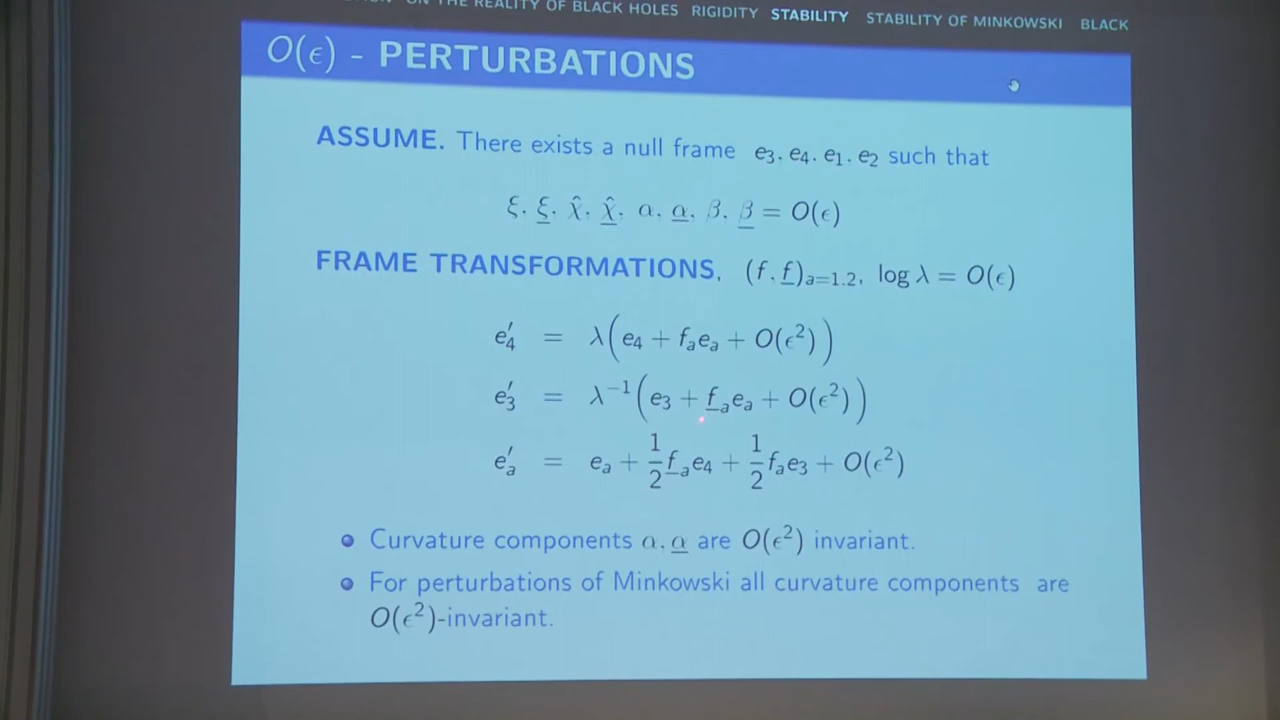 ON THE REALITY OF BLACK HOLES RIGIDITY STABILITY STABILITY OF MINKOWSKI BLACK
O(ϵ) - PERTURBATIONS
ASSUME. There exists a null frame e₃, e₄, e₁, e₂ such that
ξ, ξ̲, χ̂, χ̲̂, α, α̲, β, β̲ = O(ϵ)
FRAME TRANSFORMATIONS, (f, f̲)ₐ₌₁,₂, log λ = O(ϵ)
e₄′ = λ(e₄ + fₐeₐ + O(ϵ²))
e₃′ = λ⁻¹(e₃ + f̲ₐeₐ + O(ϵ²))
eₐ′ = eₐ + 1/2 f̲ₐe₄ + 1/2 fₐe₃ + O(ϵ²)
• Curvature components α, α̲ are O(ϵ²) invariant.
• For perturbations of Minkowski all curvature components are
O(ϵ²)-invariant.